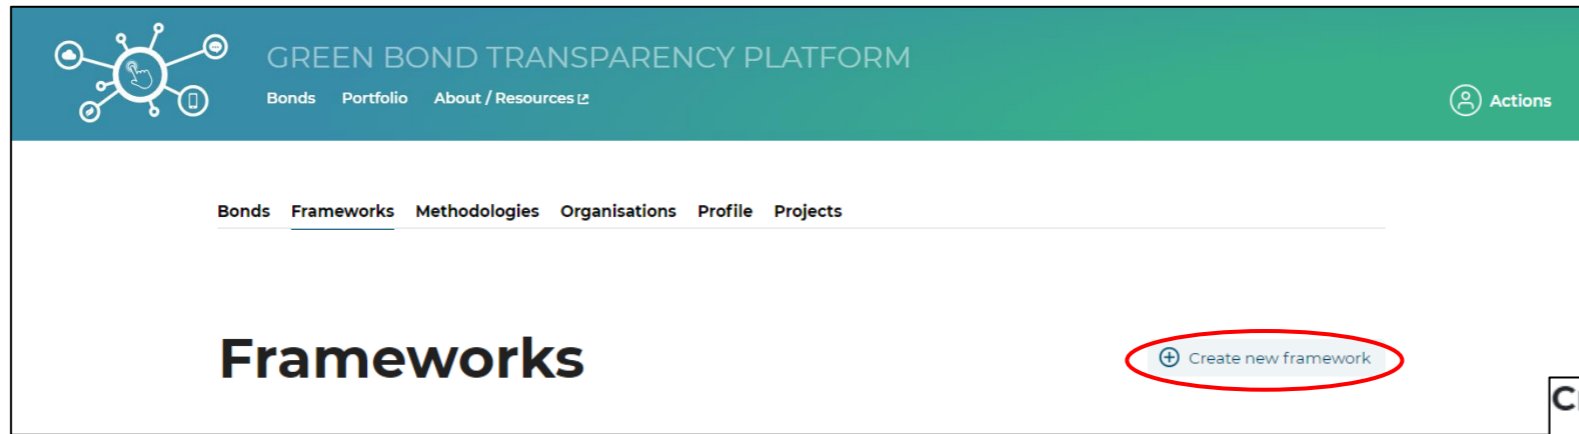 GREEN BOND TRANSPARENCY PLATFORM
Bonds Portfolio About / Resources
Actions
Bonds Frameworks Methodologies Organisations Profile Projects
Frameworks
Create new framework